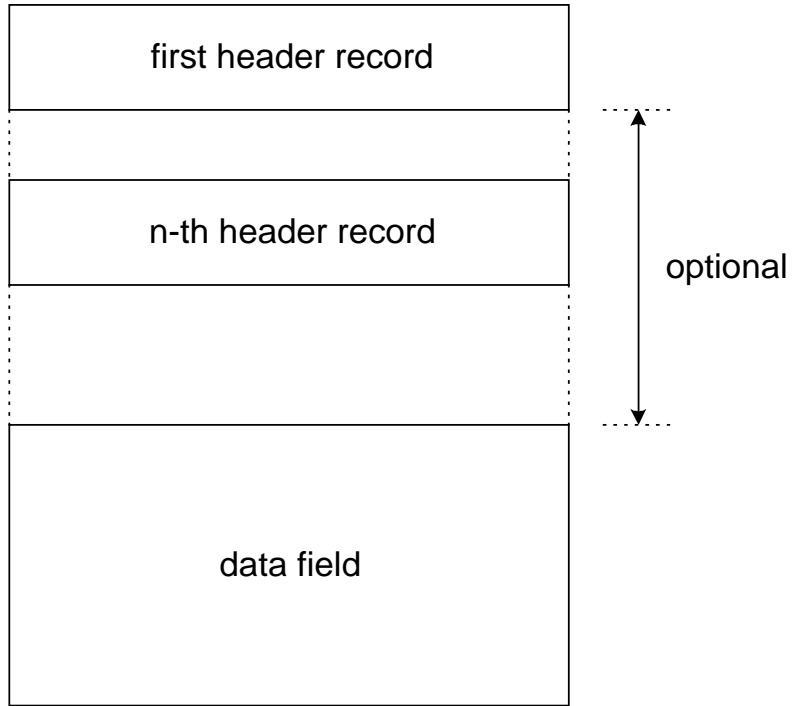 first header record
n-th header record
optional
data field